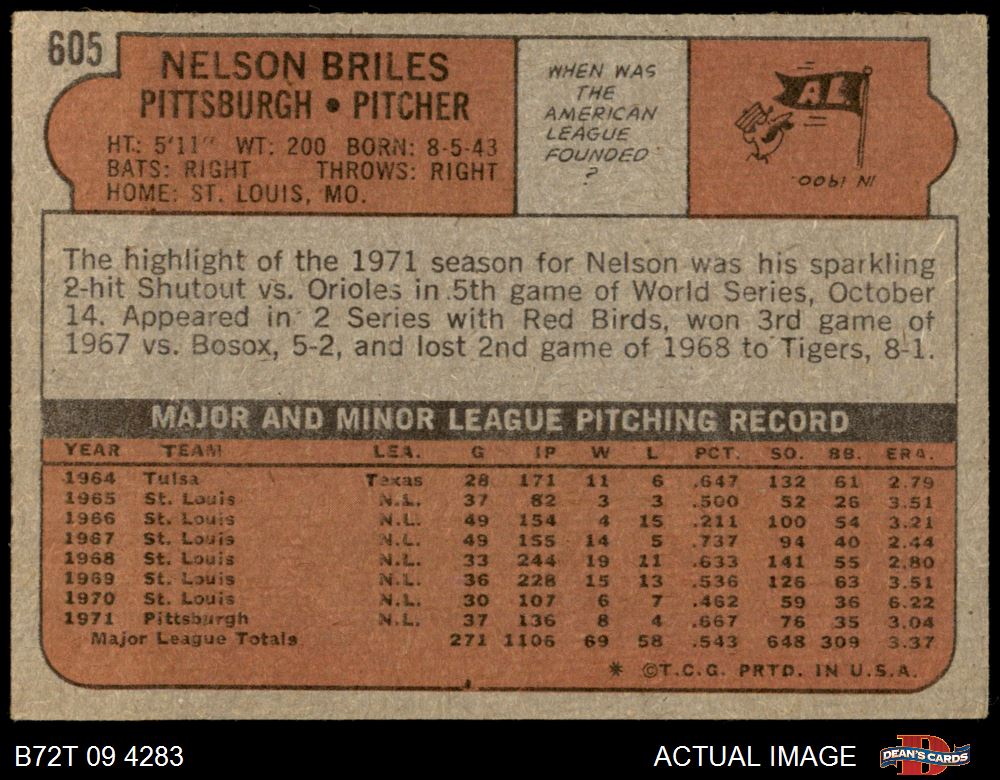 605
NELSON BRILES
PITTSBURGH • PITCHER
HT.: 5'11" WT: 200 BORN: 8-5-43
BATS: RIGHT THROWS: RIGHT
HOME: ST. LOUIS, MO.
WHEN WAS
THE
AMERICAN
LEAGUE
FOUNDED
?
AL
IN 1900.
The highlight of the 1971 season for Nelson was his sparkling
2-hit Shutout vs. Orioles in 5th game of World Series, October
14. Appeared in 2 Series with Red Birds, won 3rd game of
1967 vs. Bosox, 5-2, and lost 2nd game of 1968 to Tigers, 8-1.
MAJOR AND MINOR LEAGUE PITCHING RECORD
YEAR TEAM LEA. G IP W L PCT. SO. BB. ERA.
1964 Tulsa Texas 28 171 11 6 .647 132 61 2.79
1965 St. Louis N.L. 37 82 3 3 .500 52 26 3.51
1966 St. Louis N.L. 49 154 4 15 .211 100 54 3.21
1967 St. Louis N.L. 49 155 14 5 .737 94 40 2.44
1968 St. Louis N.L. 33 244 19 11 .633 141 55 2.80
1969 St. Louis N.L. 36 228 15 13 .536 126 63 3.51
1970 St. Louis N.L. 30 107 6 7 .462 59 36 6.22
1971 Pittsburgh N.L. 37 136 8 4 .667 76 35 3.04
Major League Totals 271 1106 69 58 .543 648 309 3.37
* ©T.C.G. PRTD. IN U.S.A.
B72T 09 4283
ACTUAL IMAGE
D
DEAN'S CARDS